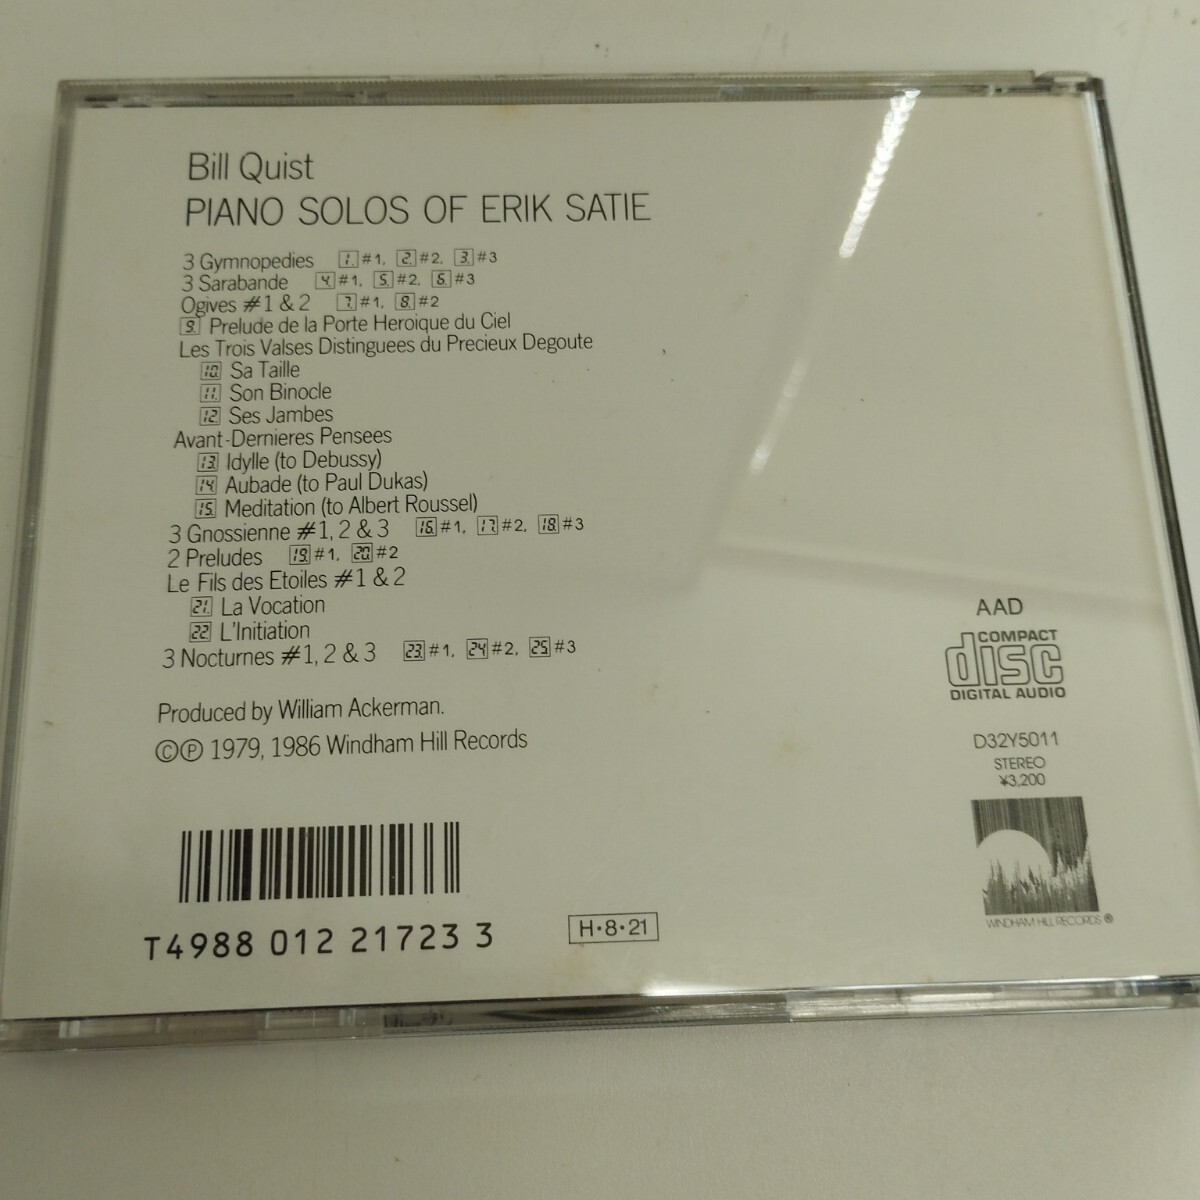 Bill Quist
PIANO SOLOS OF ERIK SATIE
3 Gymnopedies 1. #1, 2. #2, 3. #3
3 Sarabande 4. #1, 5. #2, 6. #3
Ogives #1 & 2 7. #1, 8. #2
9. Prelude de la Porte Heroique du Ciel
Les Trois Valses Distinguees du Precieux Degoute
10. Sa Taille
11. Son Binocle
12. Ses Jambes
Avant-Dernieres Pensees
13. Idylle (to Debussy)
14. Aubade (to Paul Dukas)
15. Meditation (to Albert Roussel)
3 Gnossienne #1, 2 & 3 16. #1, 17. #2, 18. #3
2 Preludes 19. #1, 20. #2
Le Fils des Etoiles #1 & 2
21. La Vocation
22 L'Initiation
3 Nocturnes #1, 2 & 3 23. #1, 24. #2, 25. #3
Produced by William Ackerman.
©℗ 1979, 1986 Windham Hill Records
AAD
COMPACT
disc
DIGITAL AUDIO
D32Y5011
STEREO
¥3,200
WINDHAM HILL RECORDS ®
T4988 012 21723 3
H・8・21